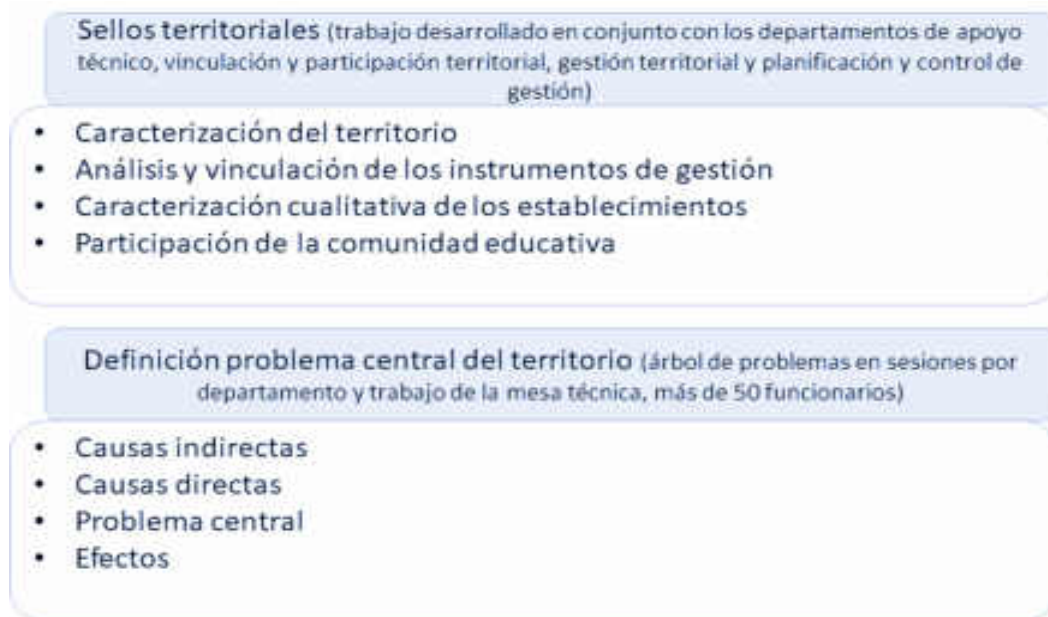 Sellos territoriales (trabajo desarrollado en conjunto con los departamentos de apoyo
técnico, vinculación y participación territorial, gestión territorial y planificación y control de
gestión)
• Caracterización del territorio
• Análisis y vinculación de los instrumentos de gestión
• Caracterización cualitativa de los establecimientos
• Participación de la comunidad educativa
Definición problema central del territorio (árbol de problemas en sesiones por
departamento y trabajo de la mesa técnica, más de 50 funcionarios)
• Causas indirectas
• Causas directas
• Problema central
• Efectos